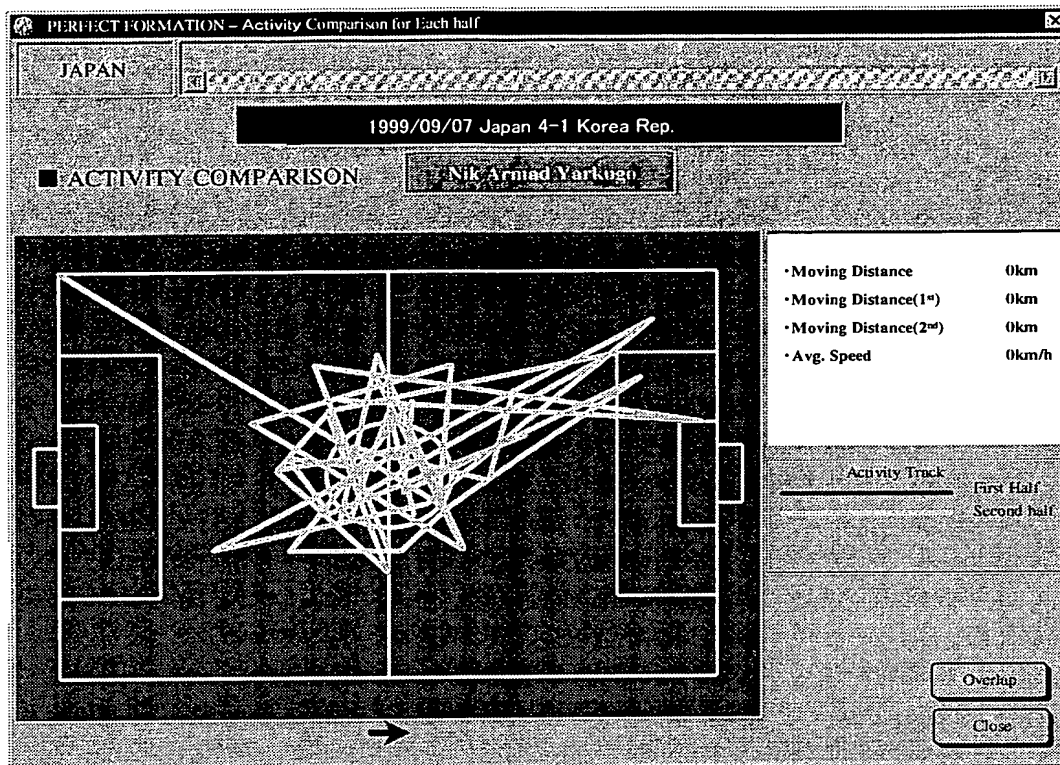 PERFECT FORMATION – Activity Comparison for Each half
JAPAN
1999/09/07 Japan 4-1 Korea Rep.
■ ACTIVITY COMPARISON
Nik Armad Yarkugo
・Moving Distance 0km
・Moving Distance(1st) 0km
・Moving Distance(2nd) 0km
・Avg. Speed 0km/h
Activity Track
First Half
Second half
Overlap
Close